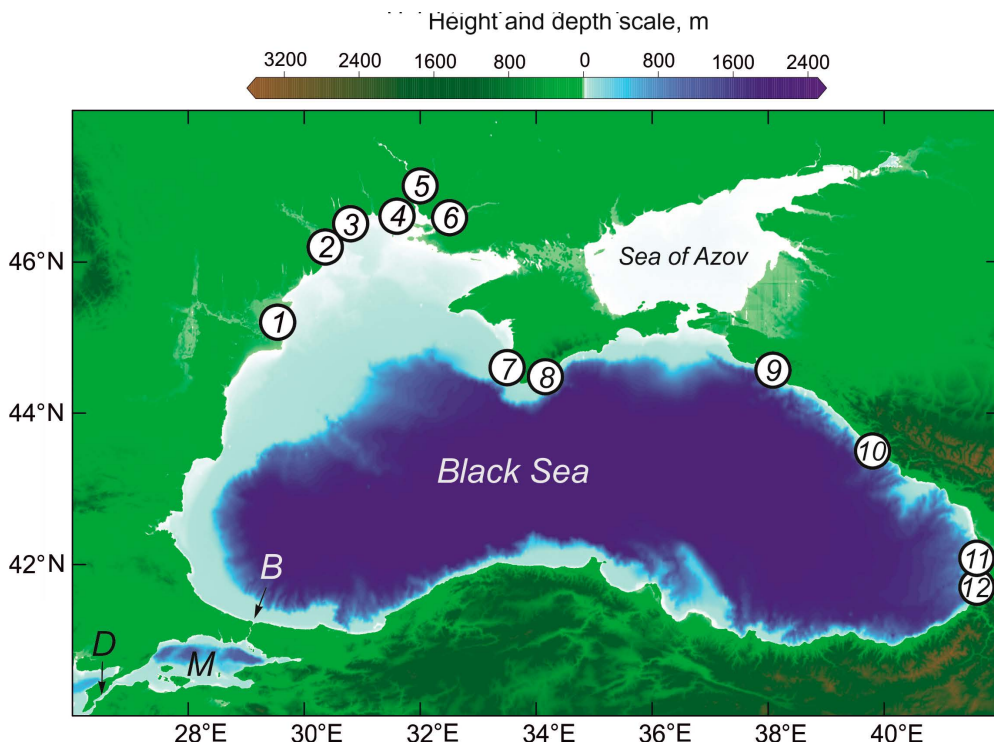 Height and depth scale, m
3200 2400 1600 800 0 800 1600 2400
5
4 6
3
2
46°N
Sea of Azov
1
7 8 9
44°N
10
Black Sea
11
42°N
B
12
D
M
28°E 30°E 32°E 34°E 36°E 38°E 40°E